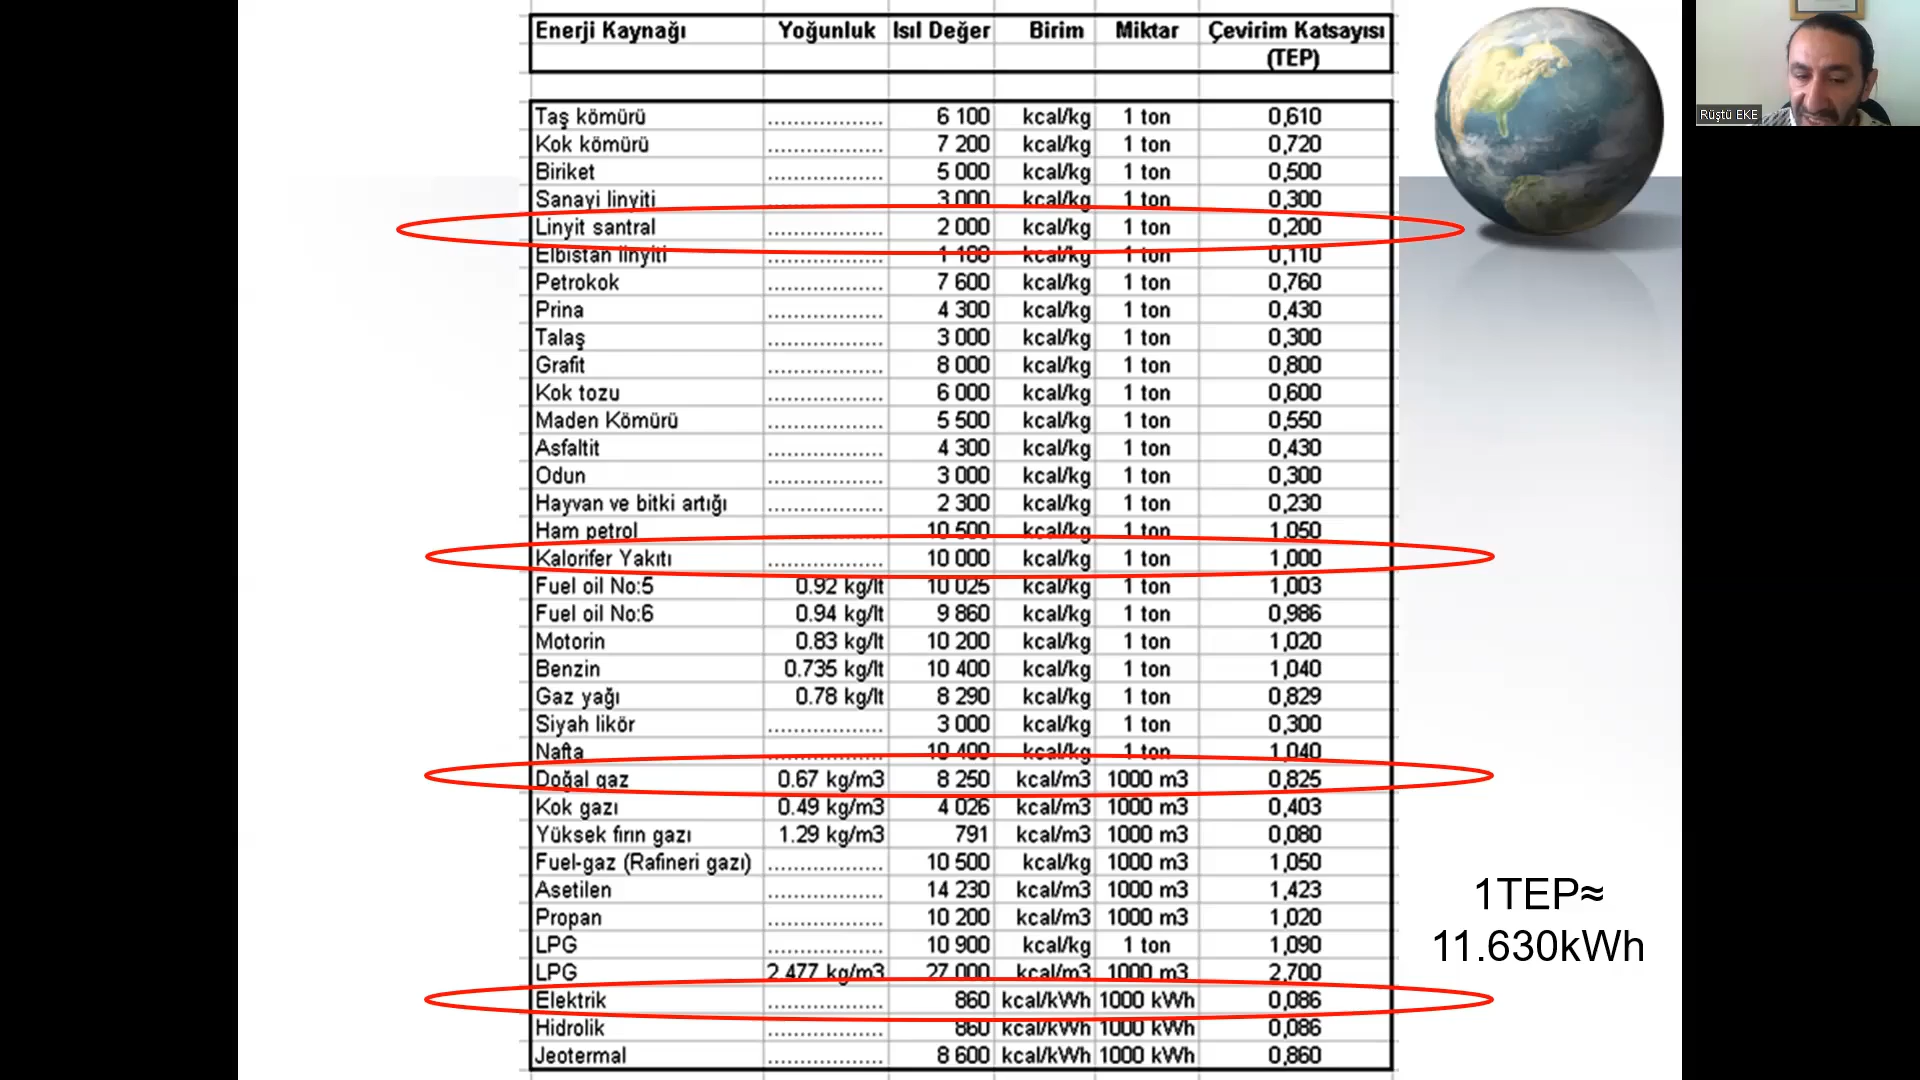 Enerji Kaynağı Yoğunluk Isıl Değer Birim Miktar Çevirim Katsayısı
(TEP)
Taş kömürü .................. 6 100 kcal/kg 1 ton 0,610
Kok kömürü .................. 7 200 kcal/kg 1 ton 0,720
Biriket .................. 5 000 kcal/kg 1 ton 0,500
Sanayi linyiti .................. 3 000 kcal/kg 1 ton 0,300
Linyit santral .................. 2 000 kcal/kg 1 ton 0,200
Elbistan linyiti .................. 1 100 kcal/kg 1 ton 0,110
Petrokok .................. 7 600 kcal/kg 1 ton 0,760
Prina .................. 4 300 kcal/kg 1 ton 0,430
Talaş .................. 3 000 kcal/kg 1 ton 0,300
Grafit .................. 8 000 kcal/kg 1 ton 0,800
Kok tozu .................. 6 000 kcal/kg 1 ton 0,600
Maden Kömürü .................. 5 500 kcal/kg 1 ton 0,550
Asfaltit .................. 4 300 kcal/kg 1 ton 0,430
Odun .................. 3 000 kcal/kg 1 ton 0,300
Hayvan ve bitki artığı .................. 2 300 kcal/kg 1 ton 0,230
Ham petrol .................. 10 500 kcal/kg 1 ton 1,050
Kalorifer Yakıtı .................. 10 000 kcal/kg 1 ton 1,000
Fuel oil No:5 0.92 kg/lt 10 025 kcal/kg 1 ton 1,003
Fuel oil No:6 0.94 kg/lt 9 860 kcal/kg 1 ton 0,986
Motorin 0.83 kg/lt 10 200 kcal/kg 1 ton 1,020
Benzin 0.735 kg/lt 10 400 kcal/kg 1 ton 1,040
Gaz yağı 0.78 kg/lt 8 290 kcal/kg 1 ton 0,829
Siyah likör .................. 3 000 kcal/kg 1 ton 0,300
Nafta .................. 10 400 kcal/kg 1 ton 1,040
Doğal gaz 0.67 kg/m3 8 250 kcal/m3 1000 m3 0,825
Kok gazı 0.49 kg/m3 4 026 kcal/m3 1000 m3 0,403
Yüksek fırın gazı 1.29 kg/m3 791 kcal/m3 1000 m3 0,080
Fuel-gaz (Rafineri gazı) .................. 10 500 kcal/kg 1000 m3 1,050
Asetilen .................. 14 230 kcal/m3 1000 m3 1,423
Propan .................. 10 200 kcal/m3 1000 m3 1,020
LPG .................. 10 900 kcal/kg 1 ton 1,090
LPG 2.477 kg/m3 27 000 kcal/m3 1000 m3 2,700
Elektrik .................. 860 kcal/kWh 1000 kWh 0,086
Hidrolik .................. 860 kcal/kWh 1000 kWh 0,086
Jeotermal .................. 8 600 kcal/kWh 1000 kWh 0,860
1TEP≈
11.630kWh
Rüştü EKE